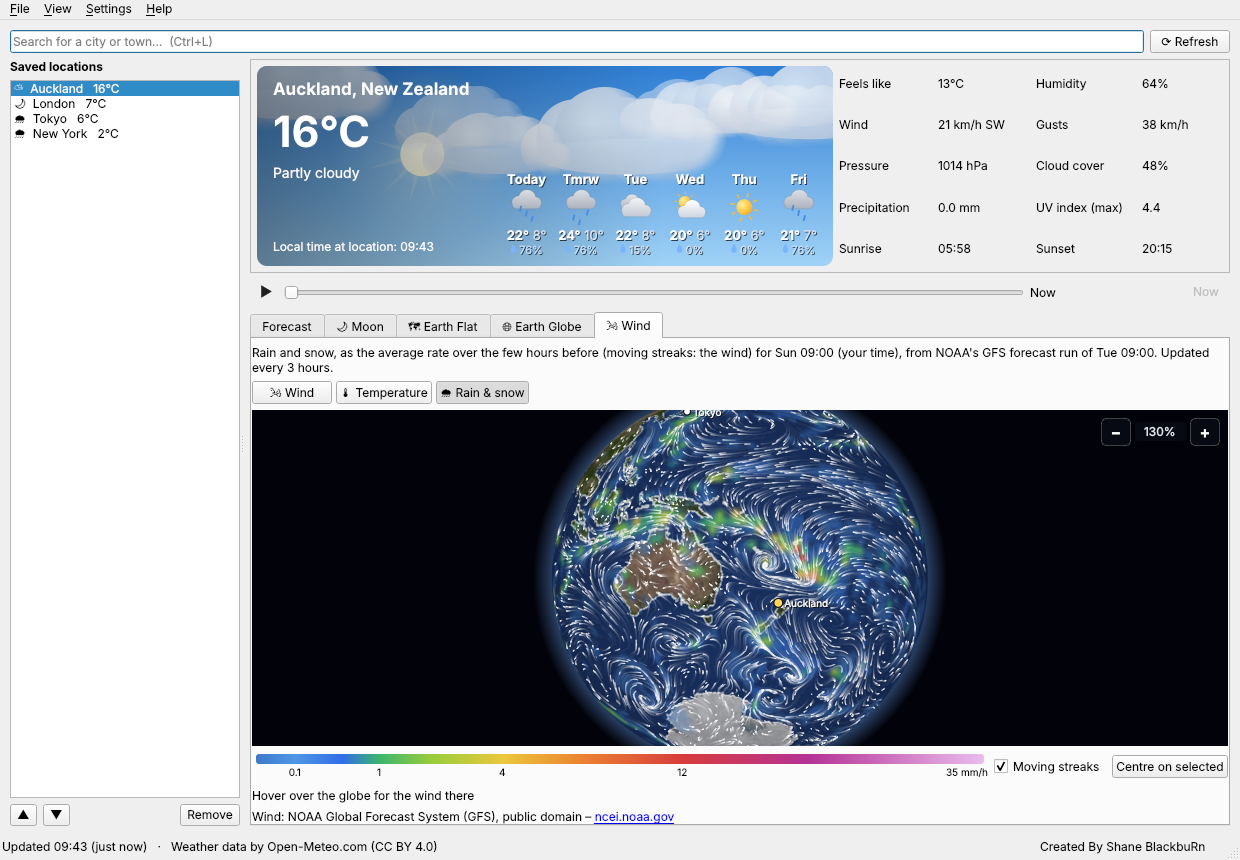 File View Settings Help
Search for a city or town... (Ctrl+L)
⟳ Refresh
Saved locations
Auckland 16°C
London 7°C
Tokyo 6°C
New York 2°C
Auckland, New Zealand
16°C
Partly cloudy
Local time at location: 09:43
Today Tmrw Tue Wed Thu Fri
22° 8° 24° 10° 22° 8° 20° 6° 20° 6° 21° 7°
76% 76% 15% 0% 0% 76%
Feels like 13°C Humidity 64%
Wind 21 km/h SW Gusts 38 km/h
Pressure 1014 hPa Cloud cover 48%
Precipitation 0.0 mm UV index (max) 4.4
Sunrise 05:58 Sunset 20:15
Now Now
Forecast Moon Earth Flat Earth Globe Wind
Rain and snow, as the average rate over the few hours before (moving streaks: the wind) for Sun 09:00 (your time), from NOAA's GFS forecast run of Tue 09:00. Updated
every 3 hours.
Wind Temperature Rain & snow
Tokyo
− 130% +
Auckland
0.1 1 4 12 35 mm/h
Moving streaks
Centre on selected
Hover over the globe for the wind there
Wind: NOAA Global Forecast System (GFS), public domain – ncei.noaa.gov
▲ ▼ Remove
Updated 09:43 (just now) · Weather data by Open-Meteo.com (CC BY 4.0)
Created By Shane BlackbuRn